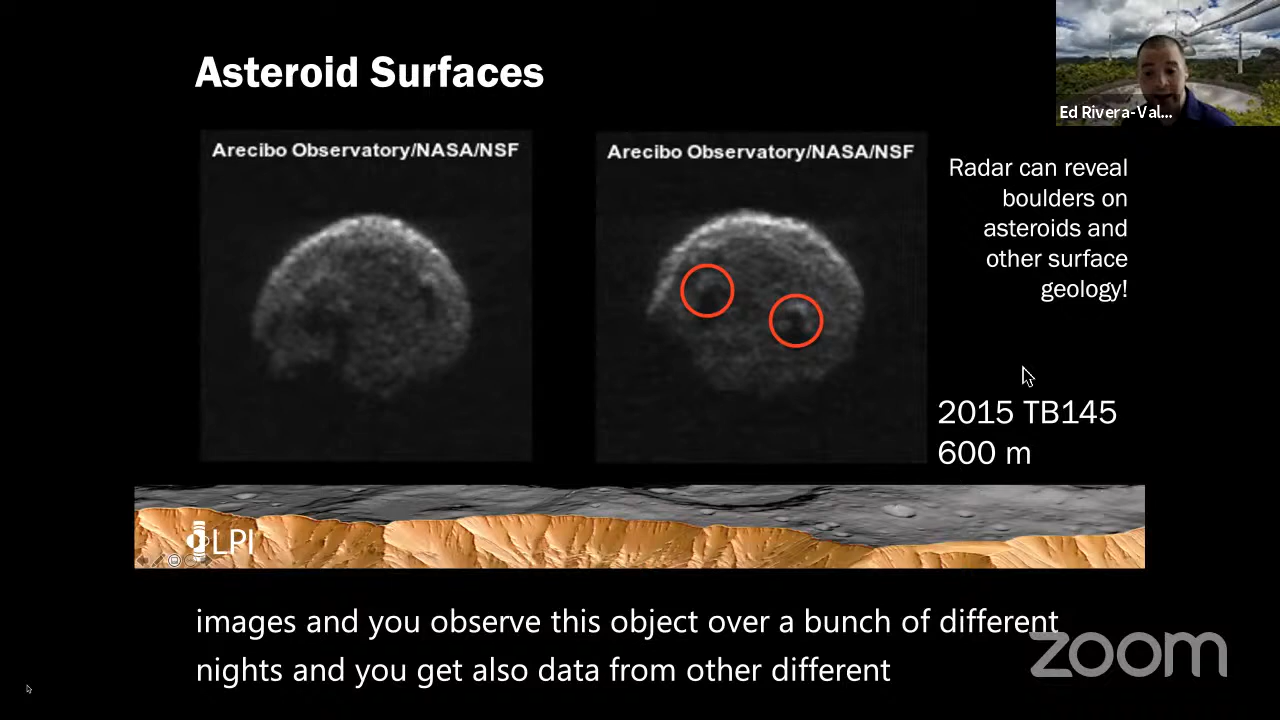 Asteroid Surfaces
Ed Rivera-Val...
Arecibo Observatory/NASA/NSF
Arecibo Observatory/NASA/NSF
Radar can reveal
boulders on
asteroids and
other surface
geology!
2015 TB145
600 m
LPI
images and you observe this object over a bunch of different
nights and you get also data from other different
zoom